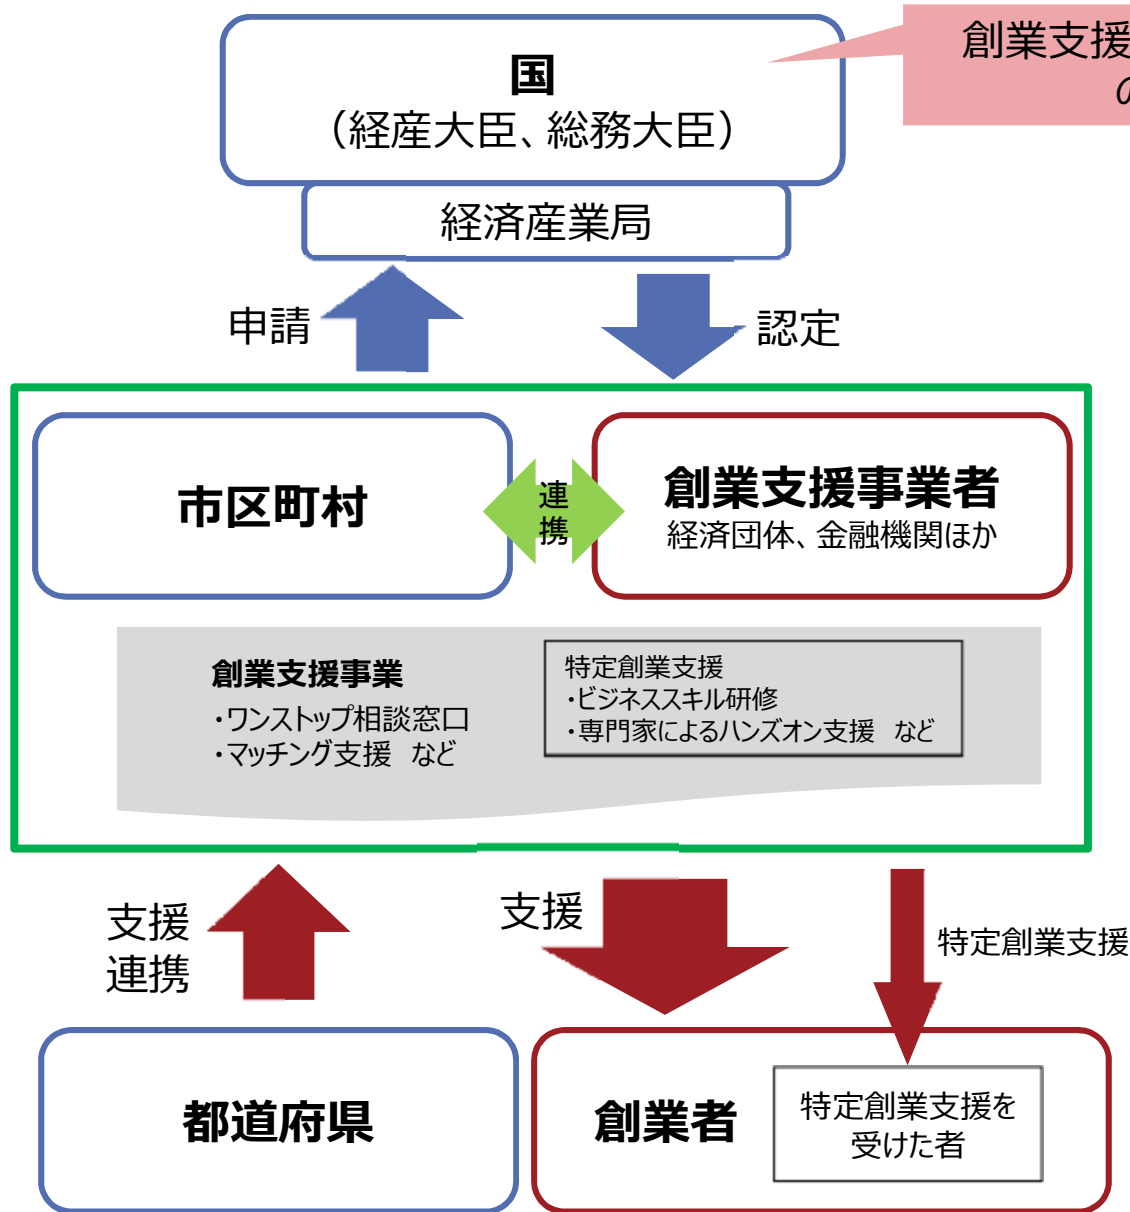 創業支援
の
国
（経産大臣、総務大臣）
経済産業局
申請
認定
市区町村
連
携
創業支援事業者
経済団体、金融機関ほか
創業支援事業
・ワンストップ相談窓口
・マッチング支援　など
特定創業支援
・ビジネススキル研修
・専門家によるハンズオン支援　など
支援
連携
支援
特定創業支援
都道府県
創業者
特定創業支援を
受けた者